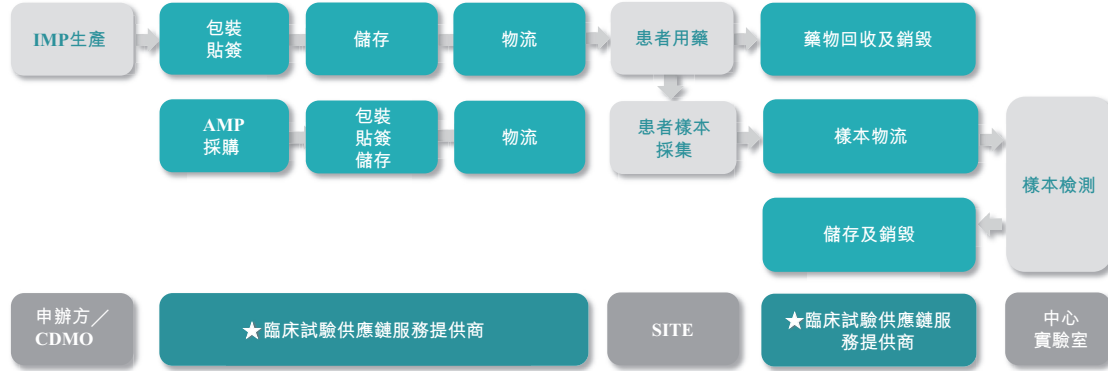 IMP生產
包裝
貼簽
儲存
物流
患者用藥
藥物回收及銷毀
AMP
採購
包裝
貼簽
儲存
物流
患者樣本
採集
樣本物流
樣本檢測
儲存及銷毀
申辦方／
CDMO
★臨床試驗供應鏈服務提供商
SITE
★臨床試驗供應鏈服
務提供商
中心
實驗室